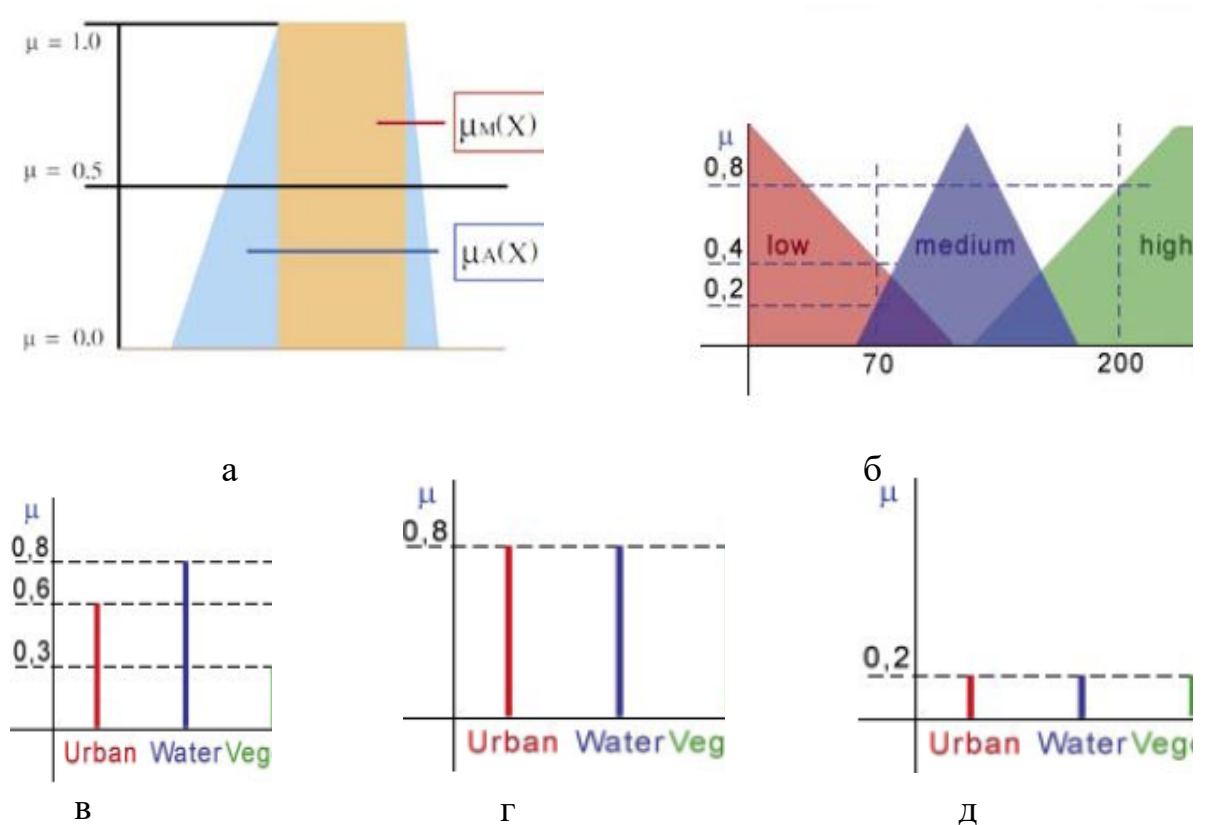 μ = 1.0
μM(X)
μ = 0.5
μA(X)
μ = 0.0
а
μ
0,8
0,4
low
medium
high
0,2
70
200
б
μ
0,8
0,6
0,3
Urban
Water
Veg
в
μ
0,8
Urban
Water
Veg
г
μ
0,2
Urban
Water
Veg
д